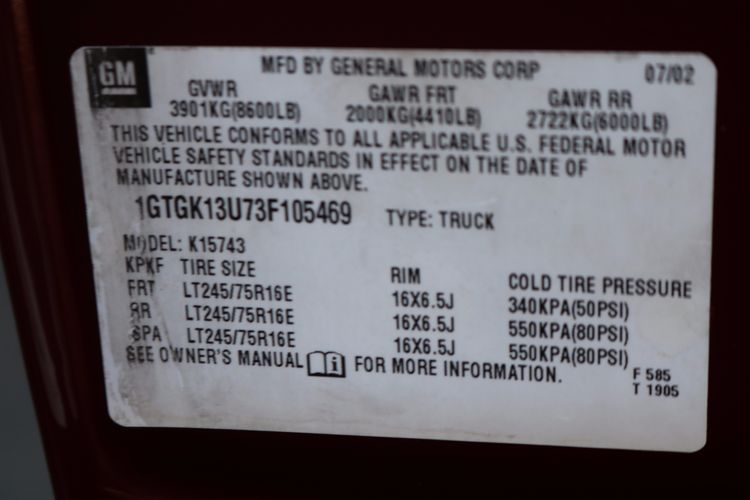 GM
MFD BY GENERAL MOTORS CORP 07/02
GVWR GAWR FRT GAWR RR
3901KG(8600LB) 2000KG(4410LB) 2722KG(6000LB)
THIS VEHICLE CONFORMS TO ALL APPLICABLE U.S. FEDERAL MOTOR
VEHICLE SAFETY STANDARDS IN EFFECT ON THE DATE OF
MANUFACTURE SHOWN ABOVE.
1GTGK13U73F105469 TYPE: TRUCK
MODEL: K15743
KPKF TIRE SIZE RIM COLD TIRE PRESSURE
FRT LT245/75R16E 16X6.5J 340KPA(50PSI)
RR LT245/75R16E 16X6.5J 550KPA(80PSI)
SPA LT245/75R16E 16X6.5J 550KPA(80PSI)
SEE OWNER'S MANUAL i FOR MORE INFORMATION.
F 585
T 1905